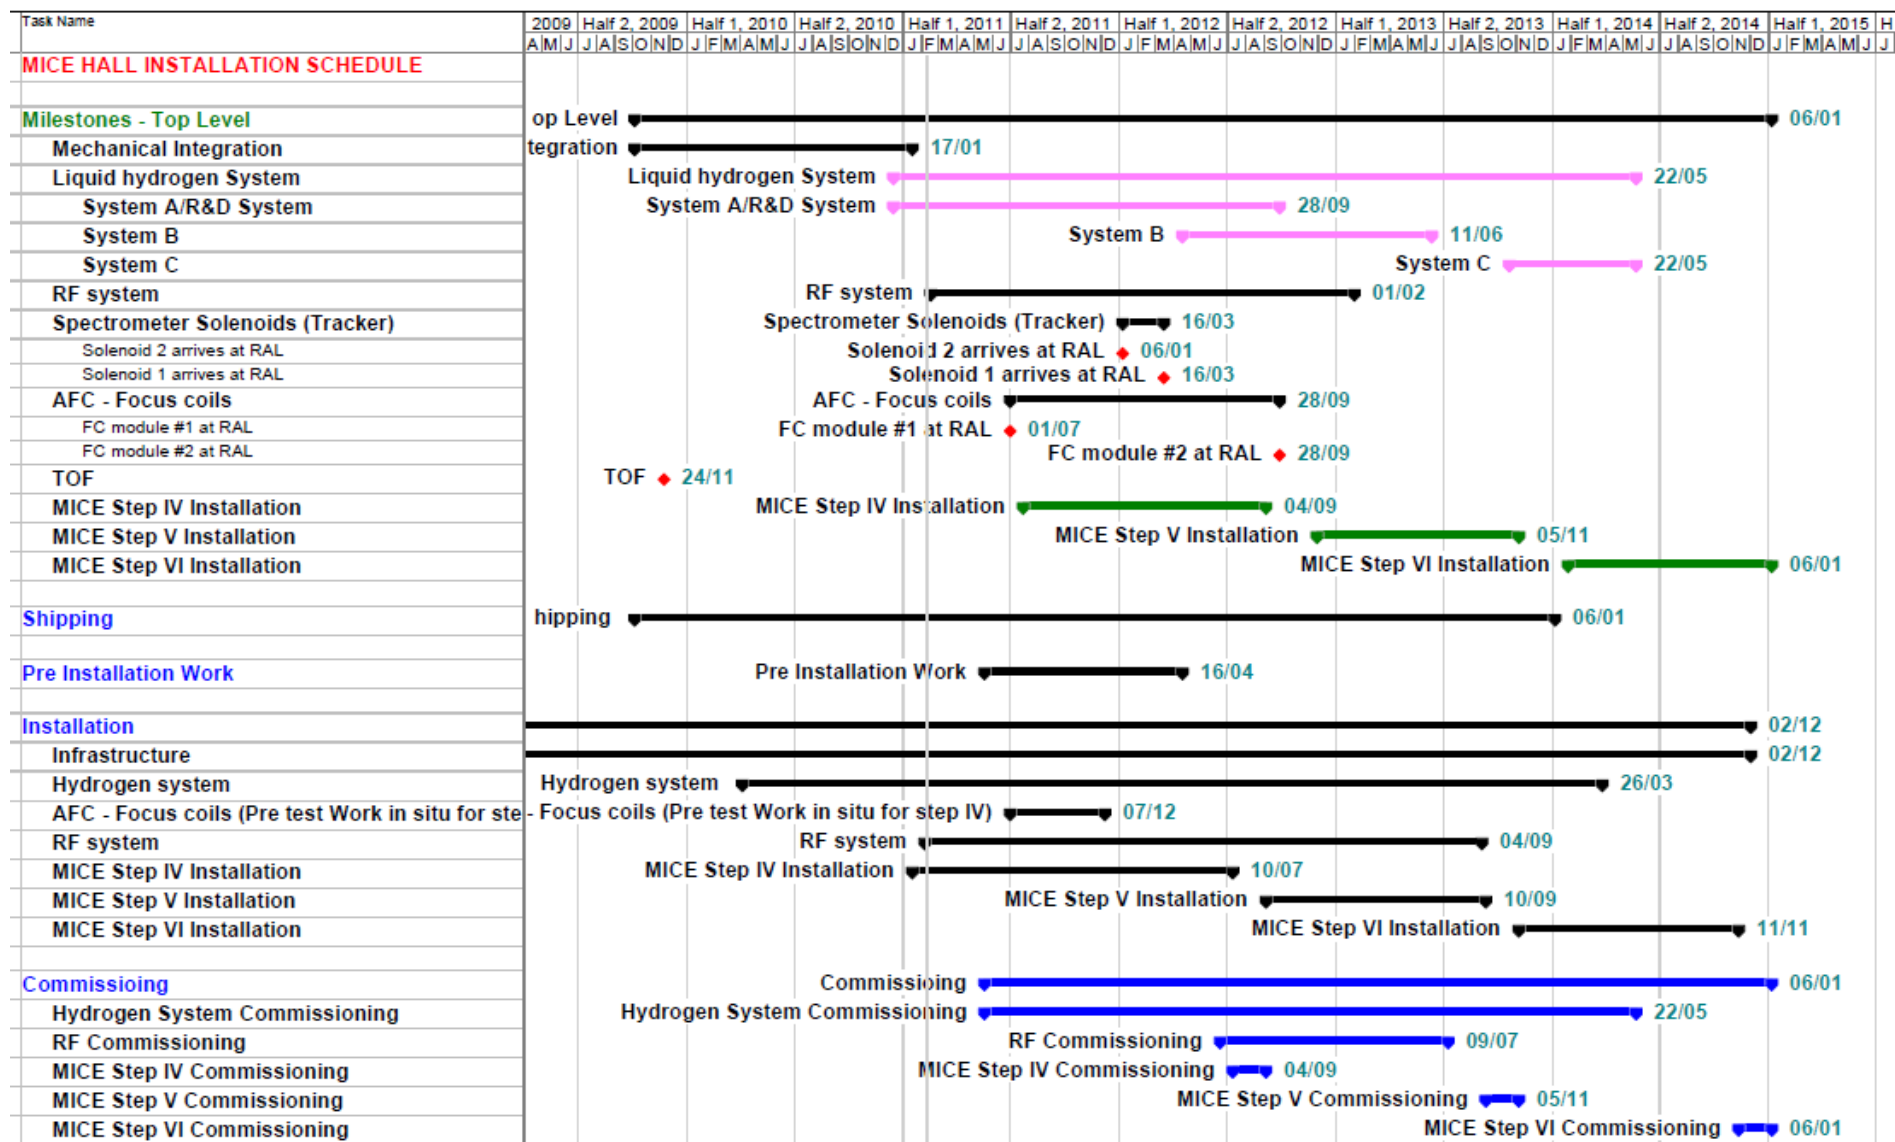 Task Name 2009 Half 2, 2009 Half 1, 2010 Half 2, 2010 Half 1, 2011 Half 2, 2011 Half 1, 2012 Half 2, 2012 Half 1, 2013 Half 2, 2013 Half 1, 2014 Half 2, 2014 Half 1, 2015 H
A M J J A S O N D J F M A M J J A S O N D J F M A M J J A S O N D J F M A M J J A S O N D J F M A M J J A S O N D J F M A M J J A S O N D J F M A M J J
MICE HALL INSTALLATION SCHEDULE
Milestones - Top Level op Level 06/01
Mechanical Integration tegration 17/01
Liquid hydrogen System Liquid hydrogen System 22/05
System A/R&D System System A/R&D System 28/09
System B System B 11/06
System C System C 22/05
RF system RF system 01/02
Spectrometer Solenoids (Tracker) Spectrometer Solenoids (Tracker) 16/03
Solenoid 2 arrives at RAL Solenoid 2 arrives at RAL 06/01
Solenoid 1 arrives at RAL Solenoid 1 arrives at RAL 16/03
AFC - Focus coils AFC - Focus coils 28/09
FC module #1 at RAL FC module #1 at RAL 01/07
FC module #2 at RAL FC module #2 at RAL 28/09
TOF TOF 24/11
MICE Step IV Installation MICE Step IV Installation 04/09
MICE Step V Installation MICE Step V Installation 05/11
MICE Step VI Installation MICE Step VI Installation 06/01
Shipping hipping 06/01
Pre Installation Work Pre Installation Work 16/04
Installation 02/12
Infrastructure 02/12
Hydrogen system Hydrogen system 26/03
AFC - Focus coils (Pre test Work in situ for ste - Focus coils (Pre test Work in situ for step IV) 07/12
RF system RF system 04/09
MICE Step IV Installation MICE Step IV Installation 10/07
MICE Step V Installation MICE Step V Installation 10/09
MICE Step VI Installation MICE Step VI Installation 11/11
Commissioing Commissioing 06/01
Hydrogen System Commissioning Hydrogen System Commissioning 22/05
RF Commissioning RF Commissioning 09/07
MICE Step IV Commissioning MICE Step IV Commissioning 04/09
MICE Step V Commissioning MICE Step V Commissioning 05/11
MICE Step VI Commissioning MICE Step VI Commissioning 06/01